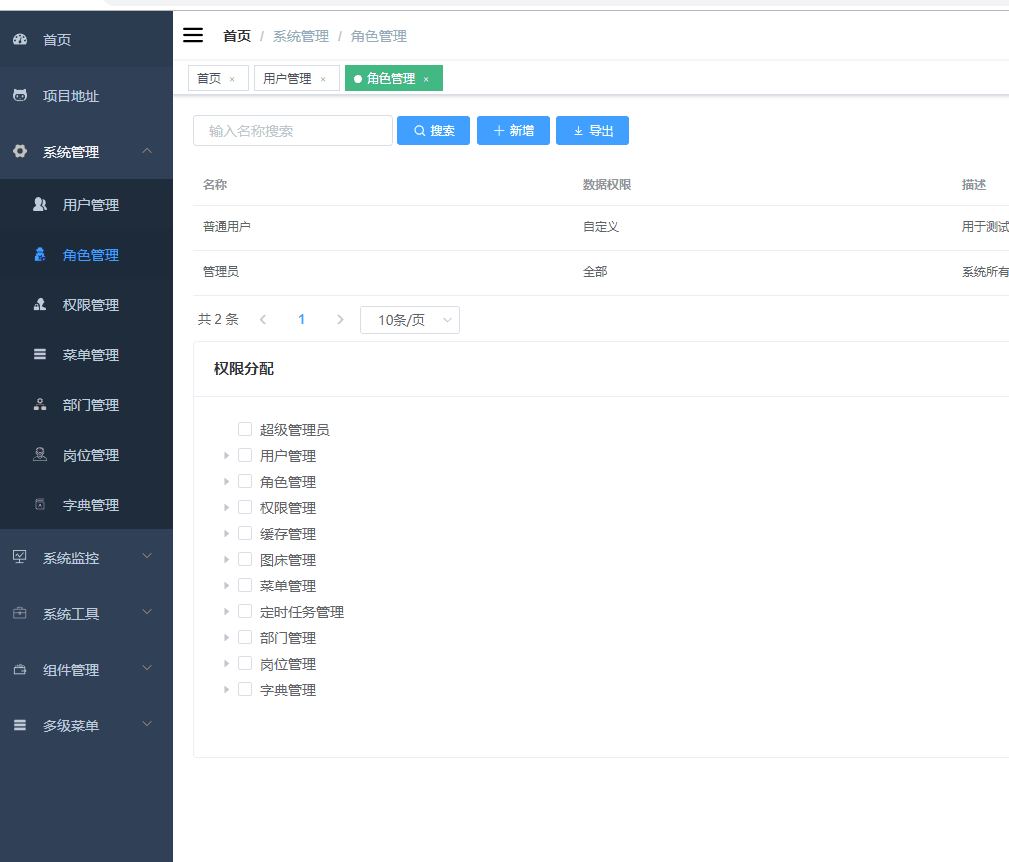 首页
项目地址
系统管理
用户管理
角色管理
权限管理
菜单管理
部门管理
岗位管理
字典管理
系统监控
系统工具
组件管理
多级菜单
首页 / 系统管理 / 角色管理
首页 × 用户管理 × 角色管理 ×
输入名称搜索 搜索 新增 导出
名称 数据权限 描述
普通用户 自定义 用于测试
管理员 全部 系统所有
共 2 条 1 10条/页
权限分配
超级管理员
用户管理
角色管理
权限管理
缓存管理
图床管理
菜单管理
定时任务管理
部门管理
岗位管理
字典管理